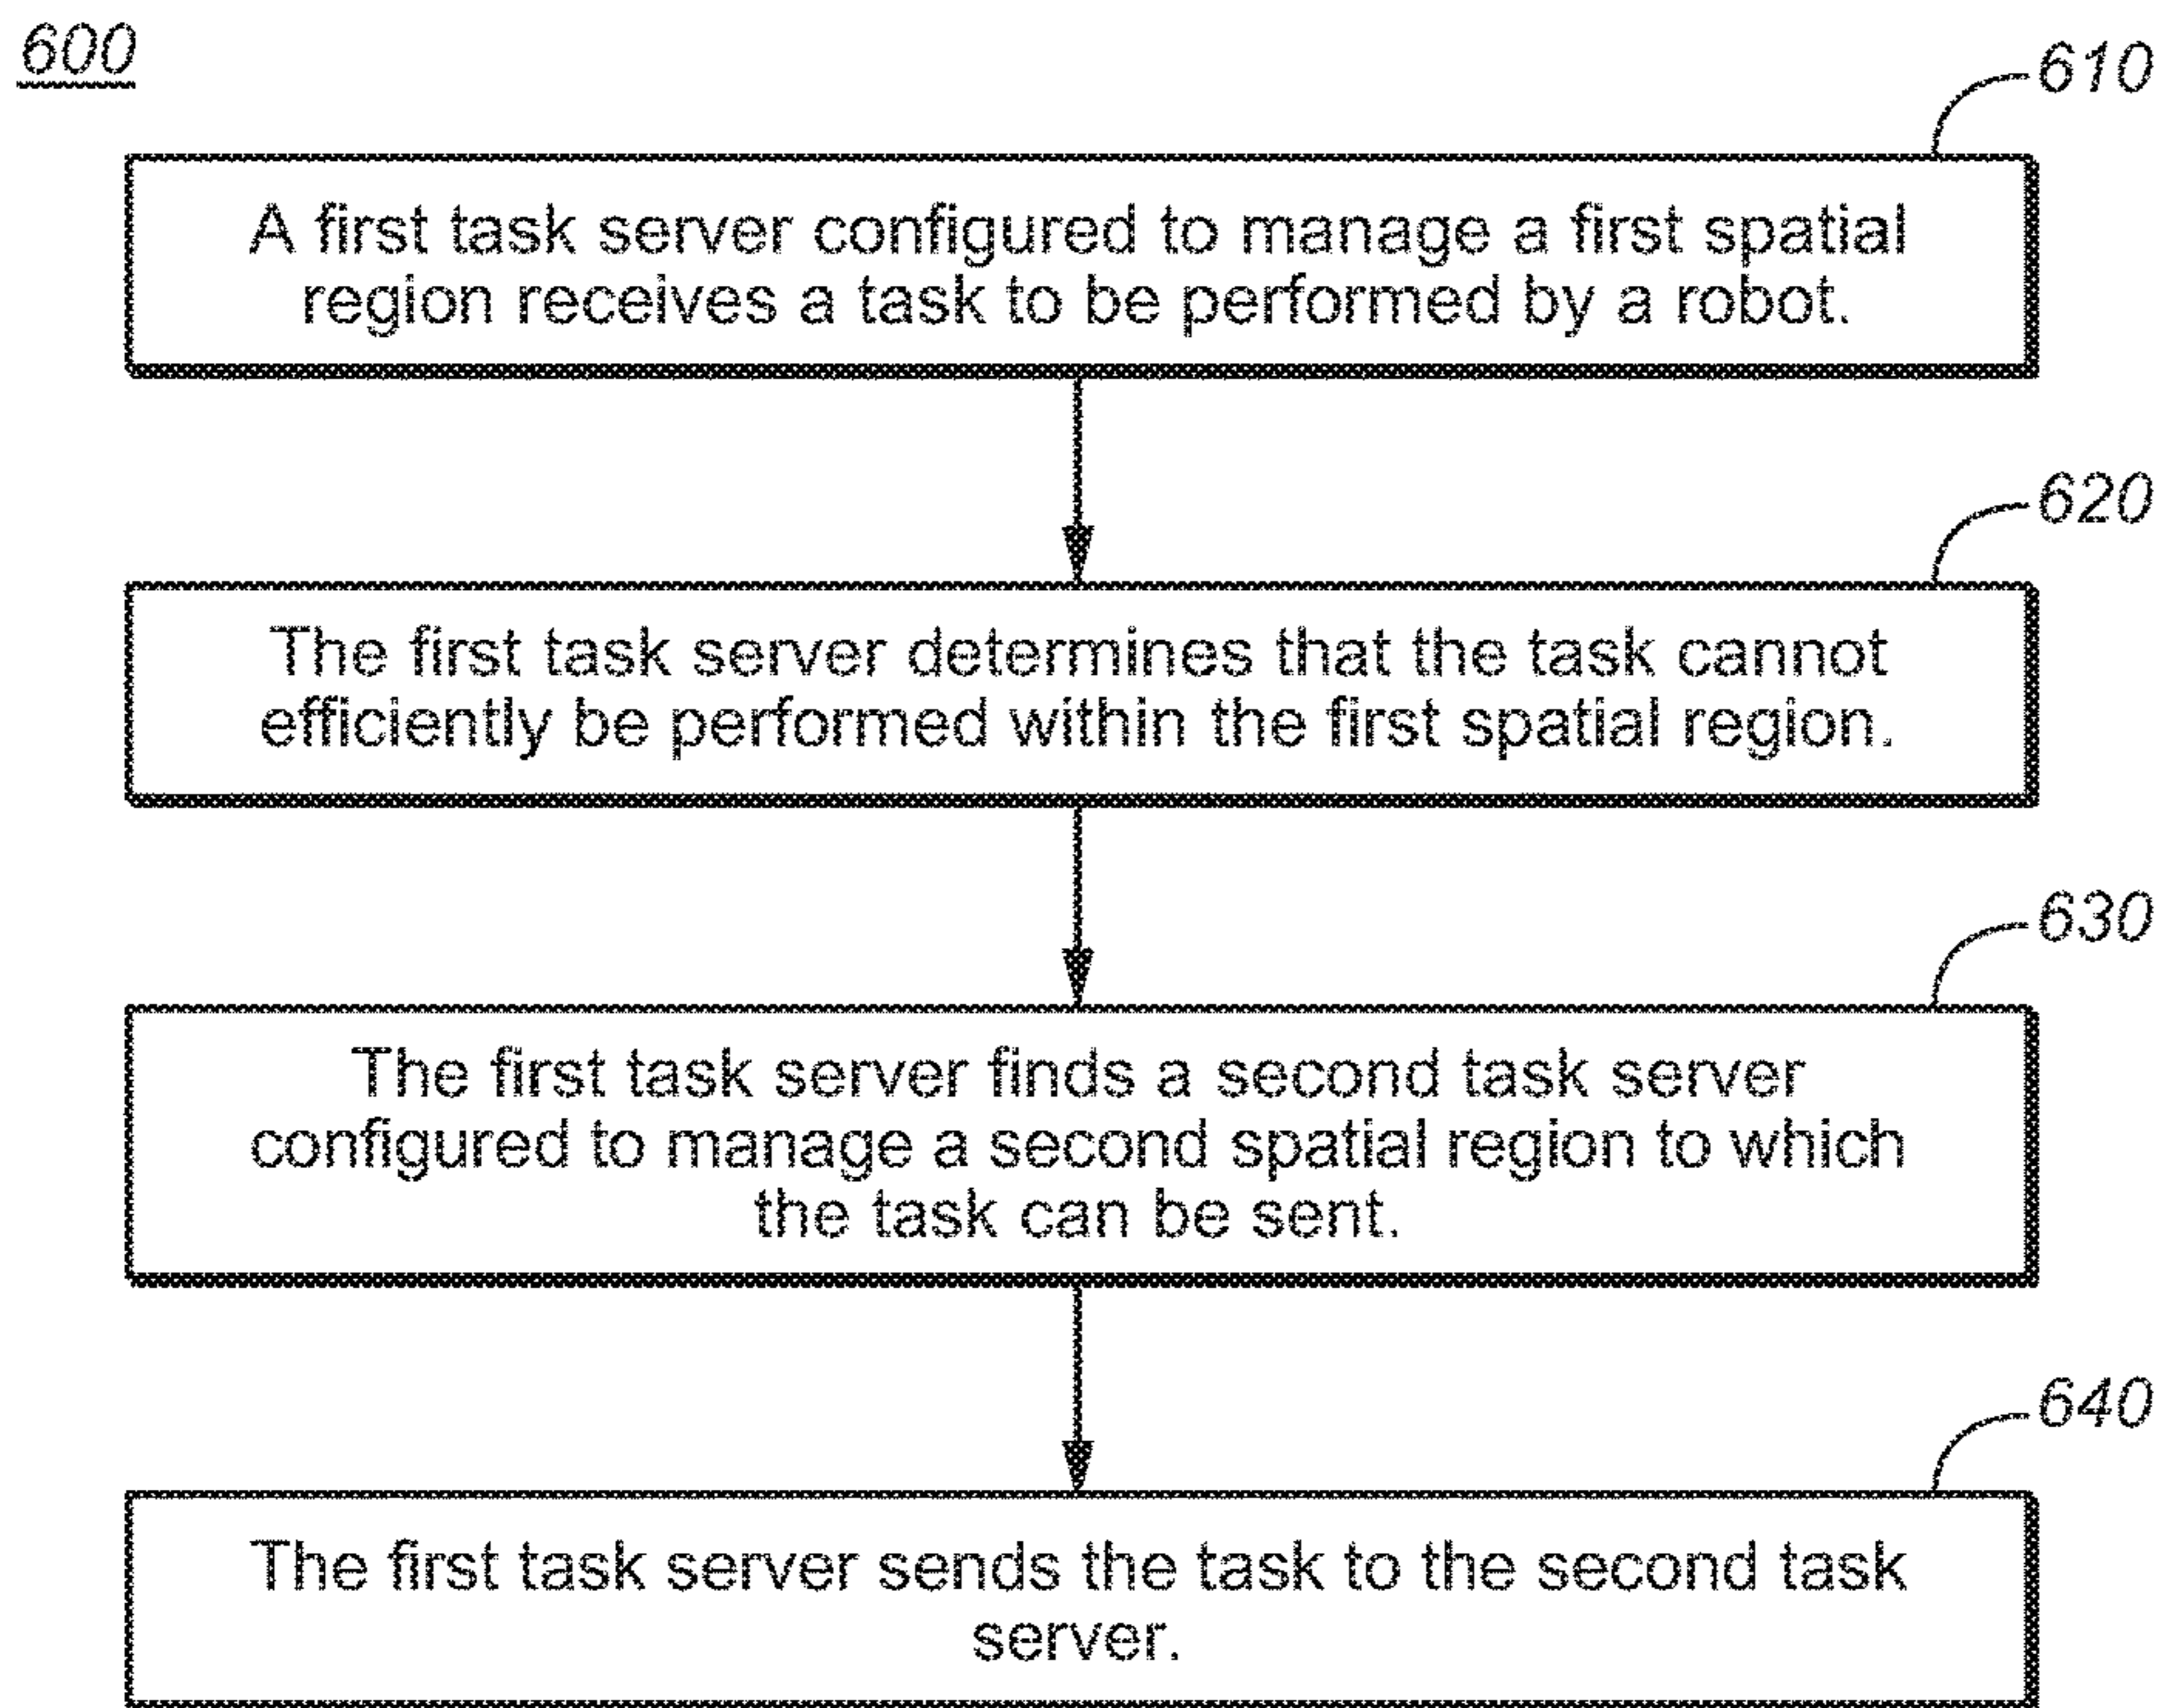 600
610
A first task server configured to manage a first spatial
region receives a task to be performed by a robot.
620
The first task server determines that the task cannot
efficiently be performed within the first spatial region.
630
The first task server finds a second task server
configured to manage a second spatial region to which
the task can be sent.
640
The first task server sends the task to the second task
server.